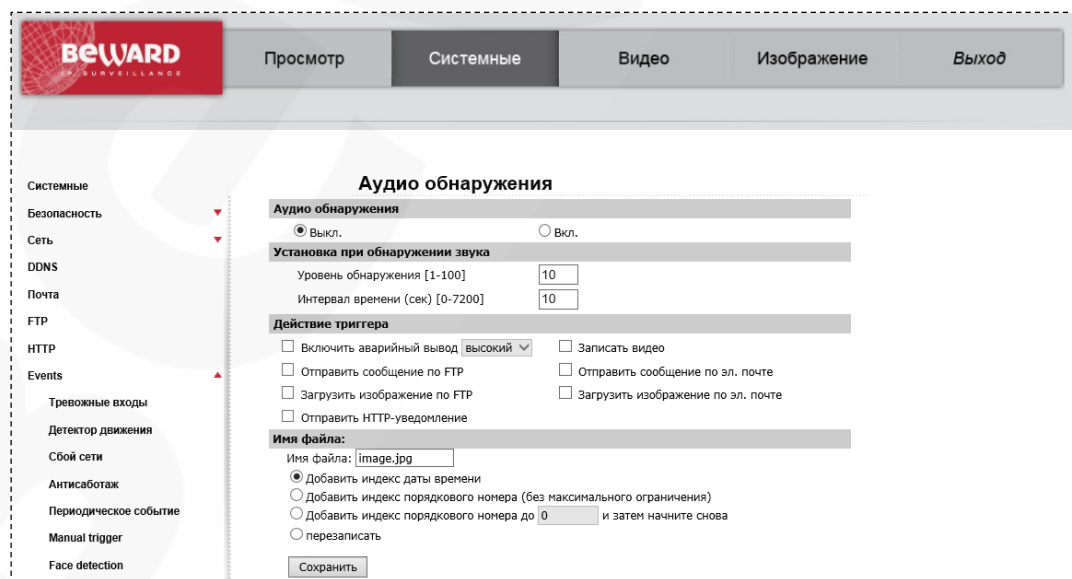 BEWARD
IP SURVEILLANCE
Просмотр
Системные
Видео
Изображение
Выход
Системные
Безопасность
Сеть
DDNS
Почта
FTP
HTTP
Events
Тревожные входы
Детектор движения
Сбой сети
Антисаботаж
Периодическое событие
Manual trigger
Face detection
Аудио обнаружения
Аудио обнаружения
Выкл. Вкл.
Установка при обнаружении звука
Уровень обнаружения [1-100] 10
Интервал времени (сек) [0-7200] 10
Действие триггера
Включить аварийный вывод высокий Записать видео
Отправить сообщение по FTP Отправить сообщение по эл. почте
Загрузить изображение по FTP Загрузить изображение по эл. почте
Отправить HTTP-уведомление
Имя файла:
Имя файла: image.jpg
Добавить индекс даты времени
Добавить индекс порядкового номера (без максимального ограничения)
Добавить индекс порядкового номера до 0 и затем начните снова
перезаписать
Сохранить